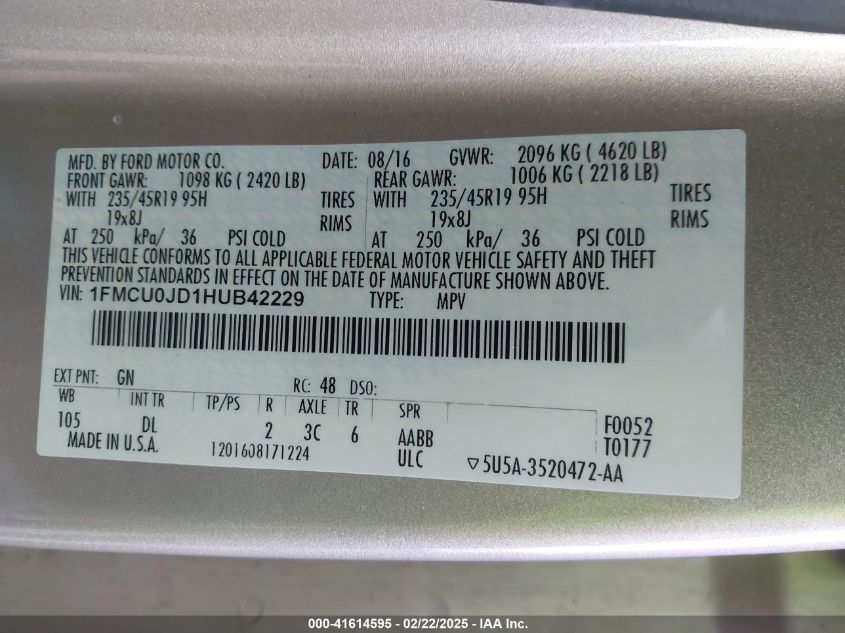 MFD. BY FORD MOTOR CO. DATE: 08/16 GVWR: 2096 KG ( 4620 LB)
FRONT GAWR: 1098 KG ( 2420 LB) REAR GAWR: 1006 KG ( 2218 LB)
WITH 235/45R19 95H TIRES WITH 235/45R19 95H TIRES
19x8J RIMS 19x8J RIMS
AT 250 kPa/ 36 PSI COLD AT 250 kPa/ 36 PSI COLD
THIS VEHICLE CONFORMS TO ALL APPLICABLE FEDERAL MOTOR VEHICLE SAFETY AND THEFT
PREVENTION STANDARDS IN EFFECT ON THE DATE OF MANUFACTURE SHOWN ABOVE.
VIN: 1FMCU0JD1HUB42229 TYPE: MPV
EXT PNT: GN RC: 48 DSO:
WB INT TR TP/PS R AXLE TR SPR
105 DL 2 3C 6 AABB F0052
MADE IN U.S.A. 1201608171224 ULC T0177
▽5U5A-3520472-AA
000-41614595 - 02/22/2025 - IAA Inc.